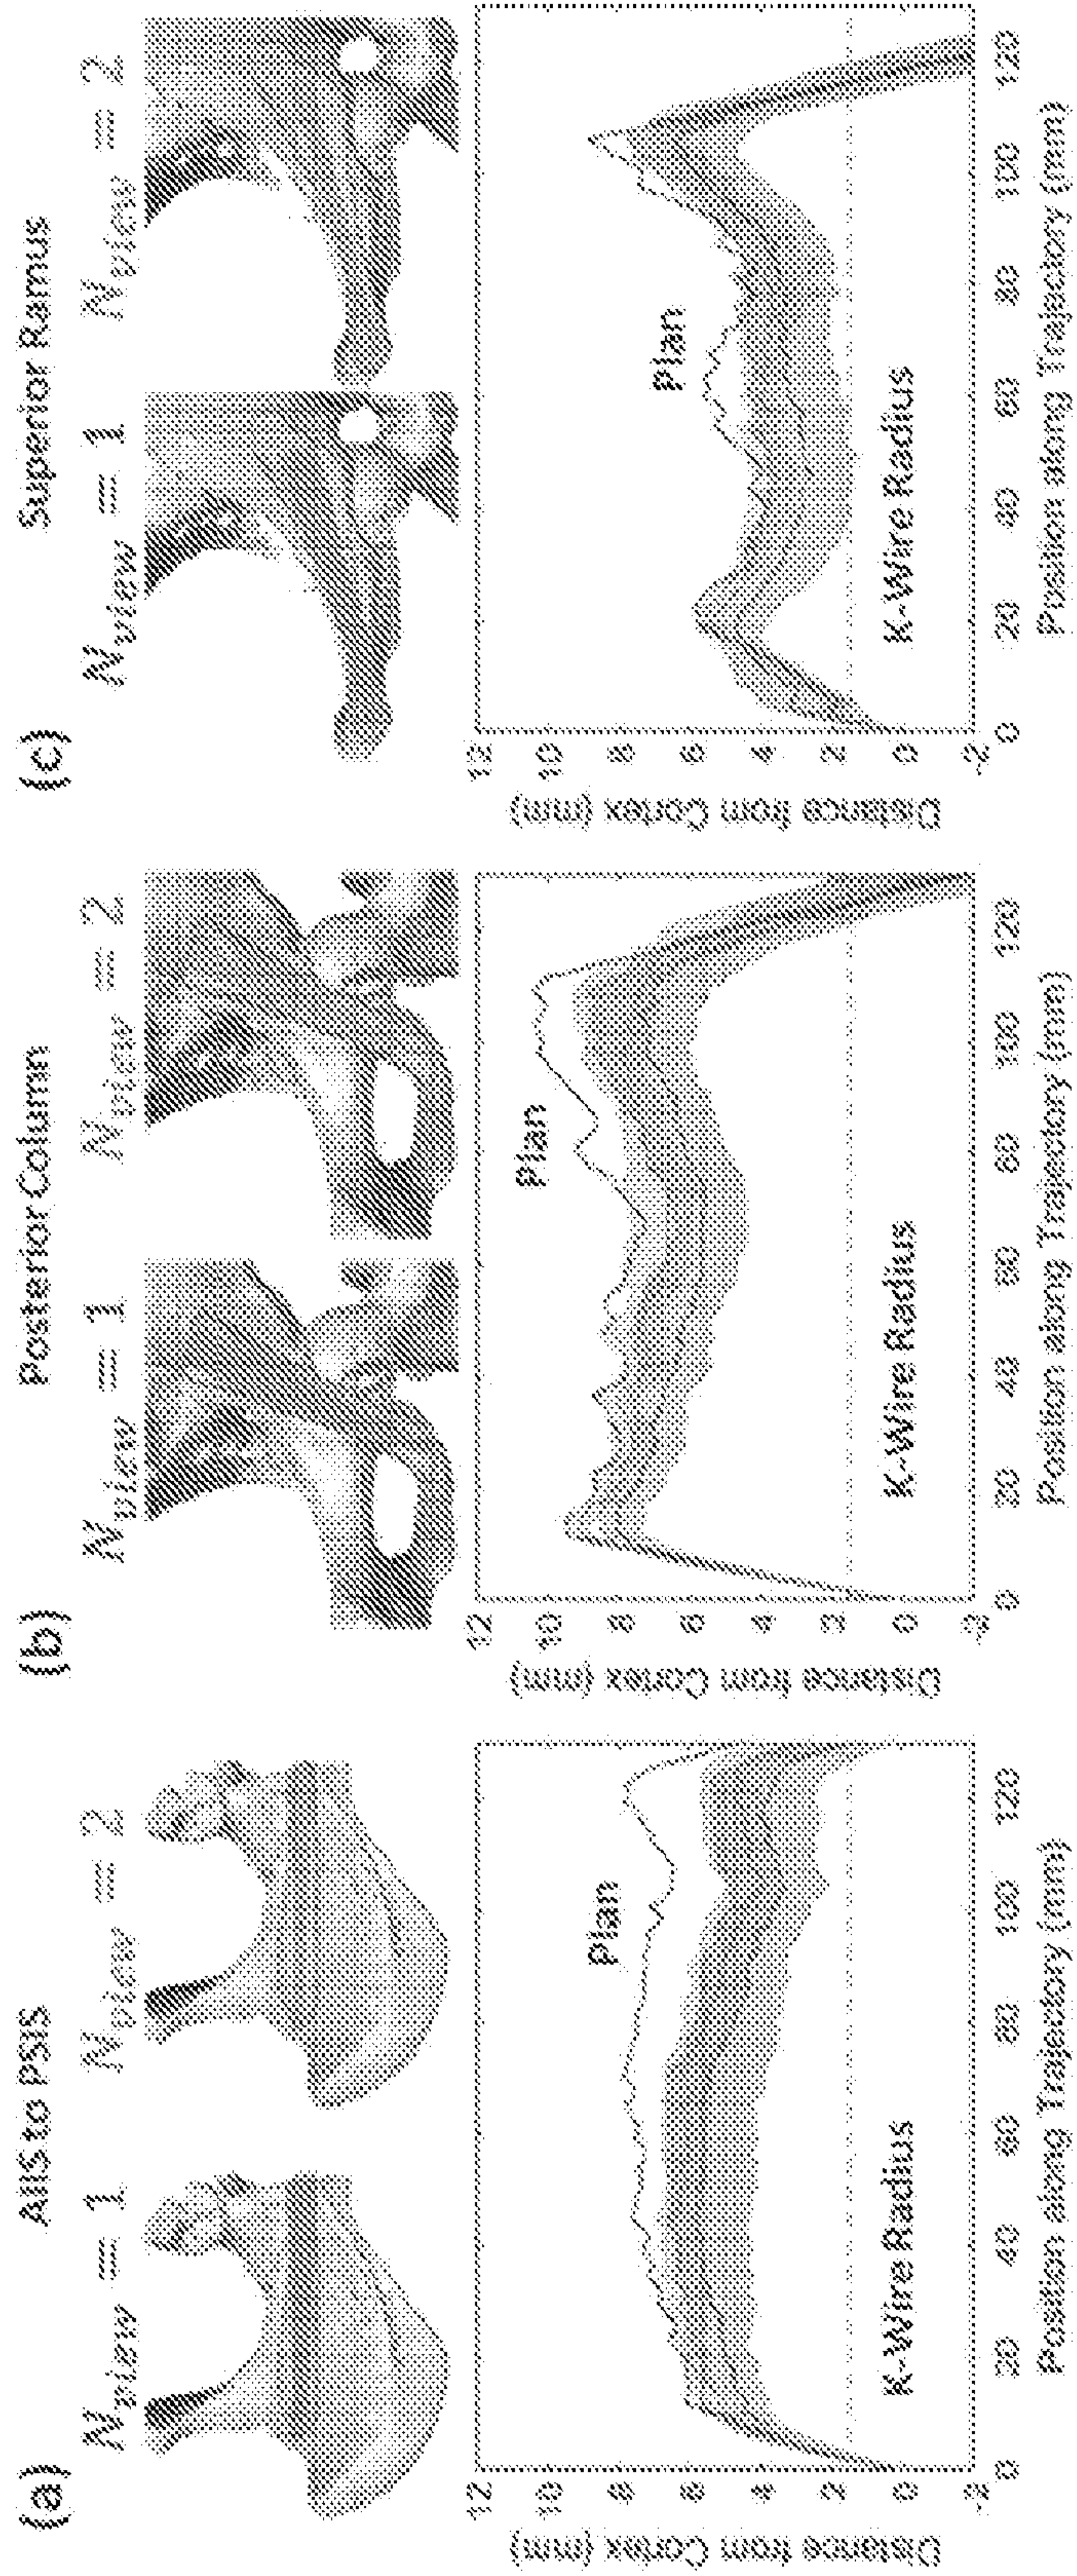 (a)
AIIS to PSIS
N_view = 1
N_view = 2
Distance from Cortex (mm)
12
10
8
6
4
2
0
-2
Plan
K-Wire Radius
0 20 40 60 80 100 120
Position along Trajectory (mm)
(b)
Posterior Column
N_view = 1
N_view = 2
Distance from Cortex (mm)
12
10
8
6
4
2
0
-2
Plan
K-Wire Radius
0 20 40 60 80 100 120
Position along Trajectory (mm)
(c)
Superior Ramus
N_view = 1
N_view = 2
Distance from Cortex (mm)
12
10
8
6
4
2
0
-2
Plan
K-Wire Radius
0 20 40 60 80 100 120
Position along Trajectory (mm)